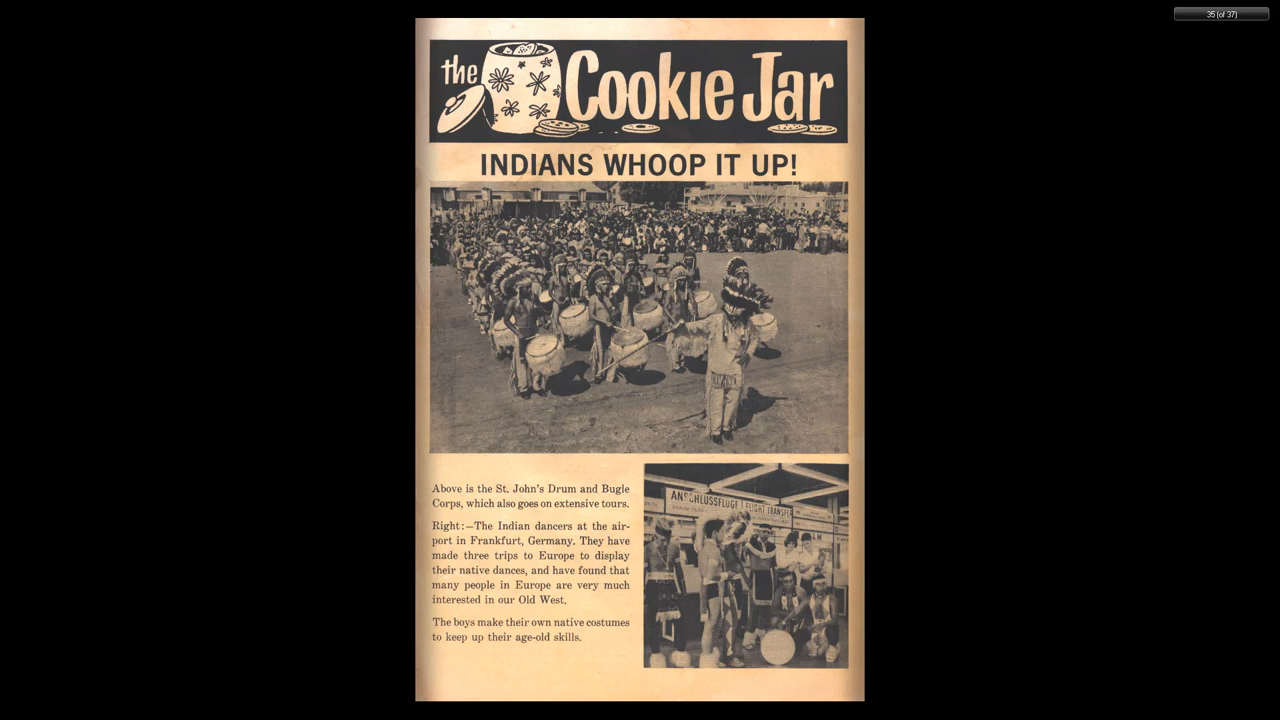 35 (of 37)
the Cookie Jar
INDIANS WHOOP IT UP!
Above is the St. John's Drum and Bugle
Corps, which also goes on extensive tours.
Right:—The Indian dancers at the air-
port in Frankfurt, Germany. They have
made three trips to Europe to display
their native dances, and have found that
many people in Europe are very much
interested in our Old West.
The boys make their own native costumes
to keep up their age-old skills.
ANSCHLUSSFLUGE FLIGHT TRANSFER